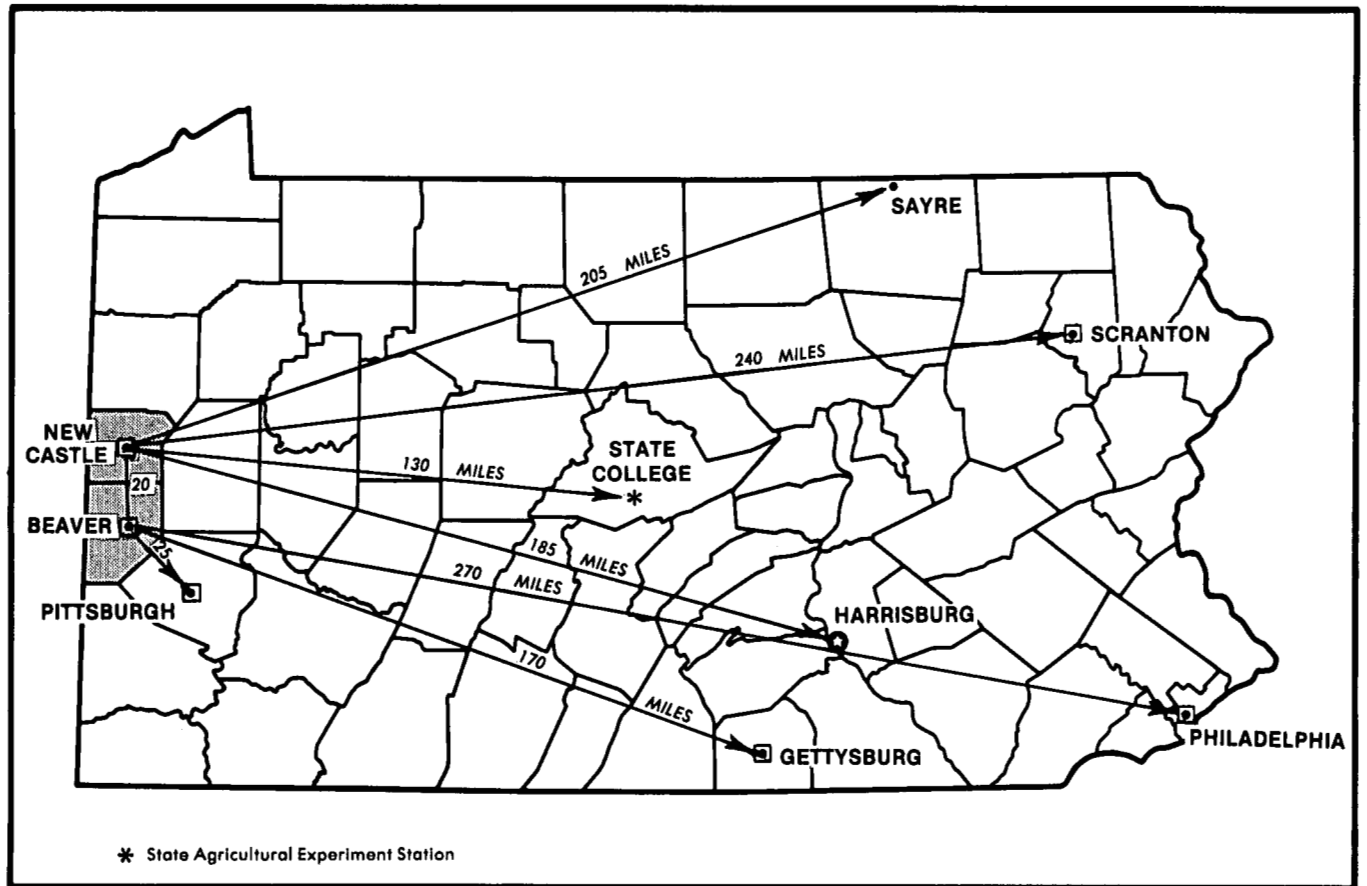 SAYRE
205 MILES
SCRANTON
240 MILES
NEW
CASTLE
STATE
COLLEGE
130 MILES
20
BEAVER
25
185
MILES
270 MILES
PITTSBURGH
HARRISBURG
170
MILES
PHILADELPHIA
GETTYSBURG
* State Agricultural Experiment Station